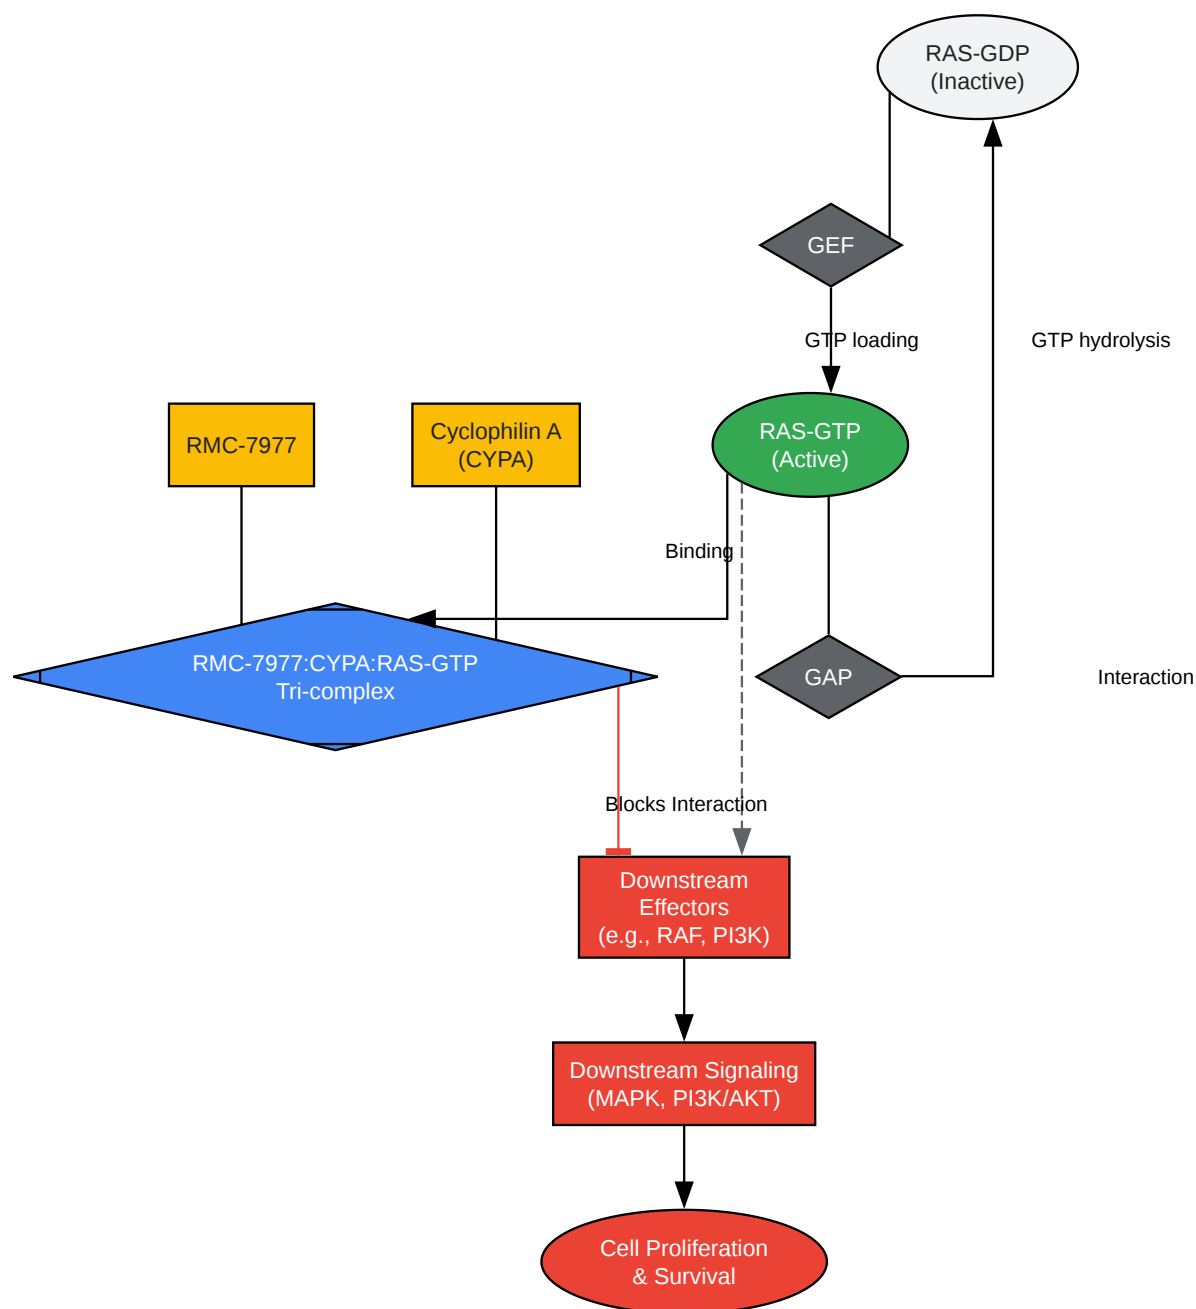 RAS-GDP
(Inactive)
GEF
GTP loading
GTP hydrolysis
RMC-7977
Cyclophilin A
(CYPA)
RAS-GTP
(Active)
Binding
RMC-7977:CYPA:RAS-GTP
Tri-complex
GAP
Interaction
Blocks Interaction
Downstream
Effectors
(e.g., RAF, PI3K)
Downstream Signaling
(MAPK, PI3K/AKT)
Cell Proliferation
& Survival